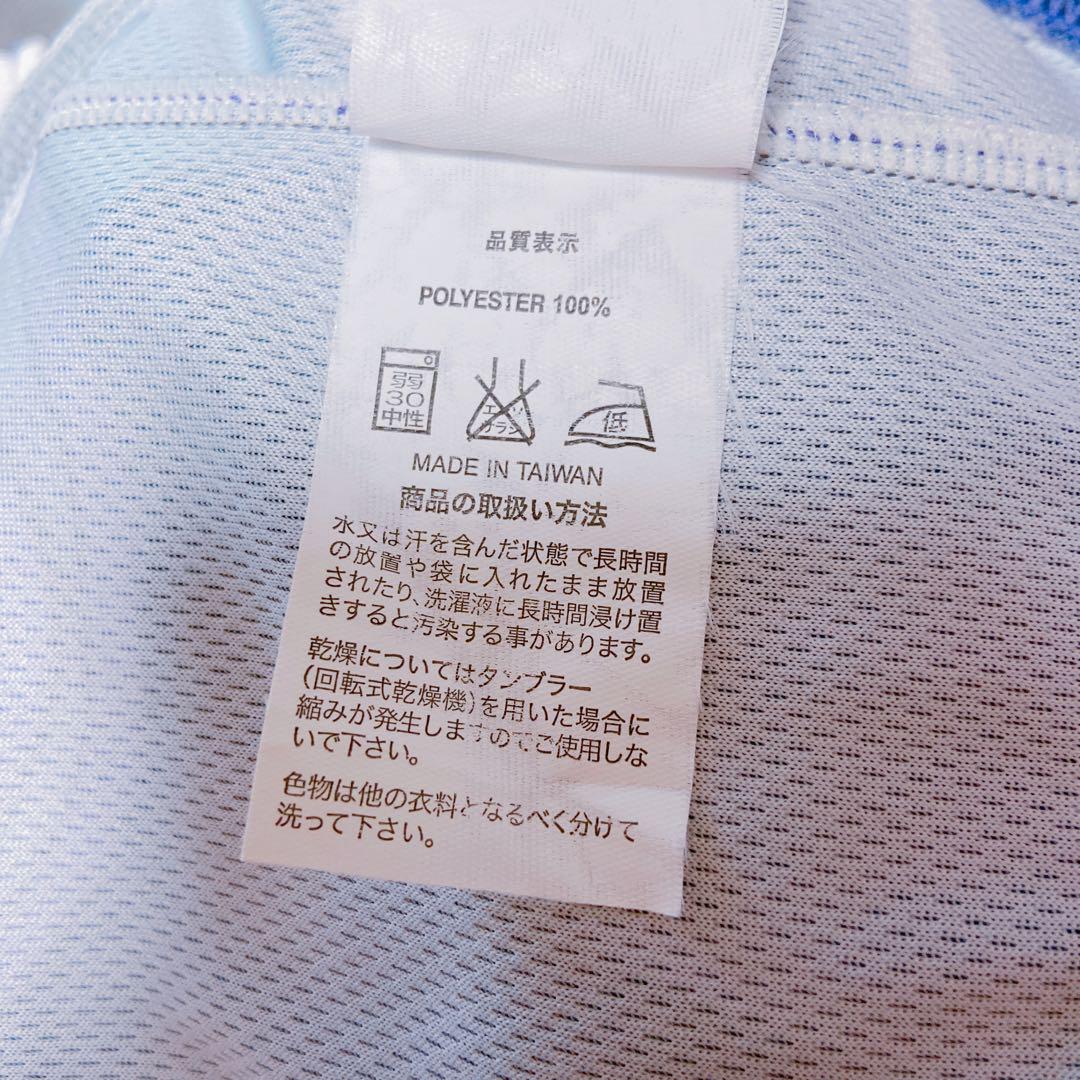 品質表示
POLYESTER 100%
弱
30
中性
エンソ
サラシ
低
MADE IN TAIWAN
商品の取扱い方法
水又は汗を含んだ状態で長時間
の放置や袋に入れたまま放置
されたり、洗濯液に長時間浸け置
きすると汚染する事があります。
乾燥についてはタンブラー
(回転式乾燥機)を用いた場合に
縮みが発生しますのでご使用しな
いで下さい。
色物は他の衣料となるべく分けて
洗って下さい。